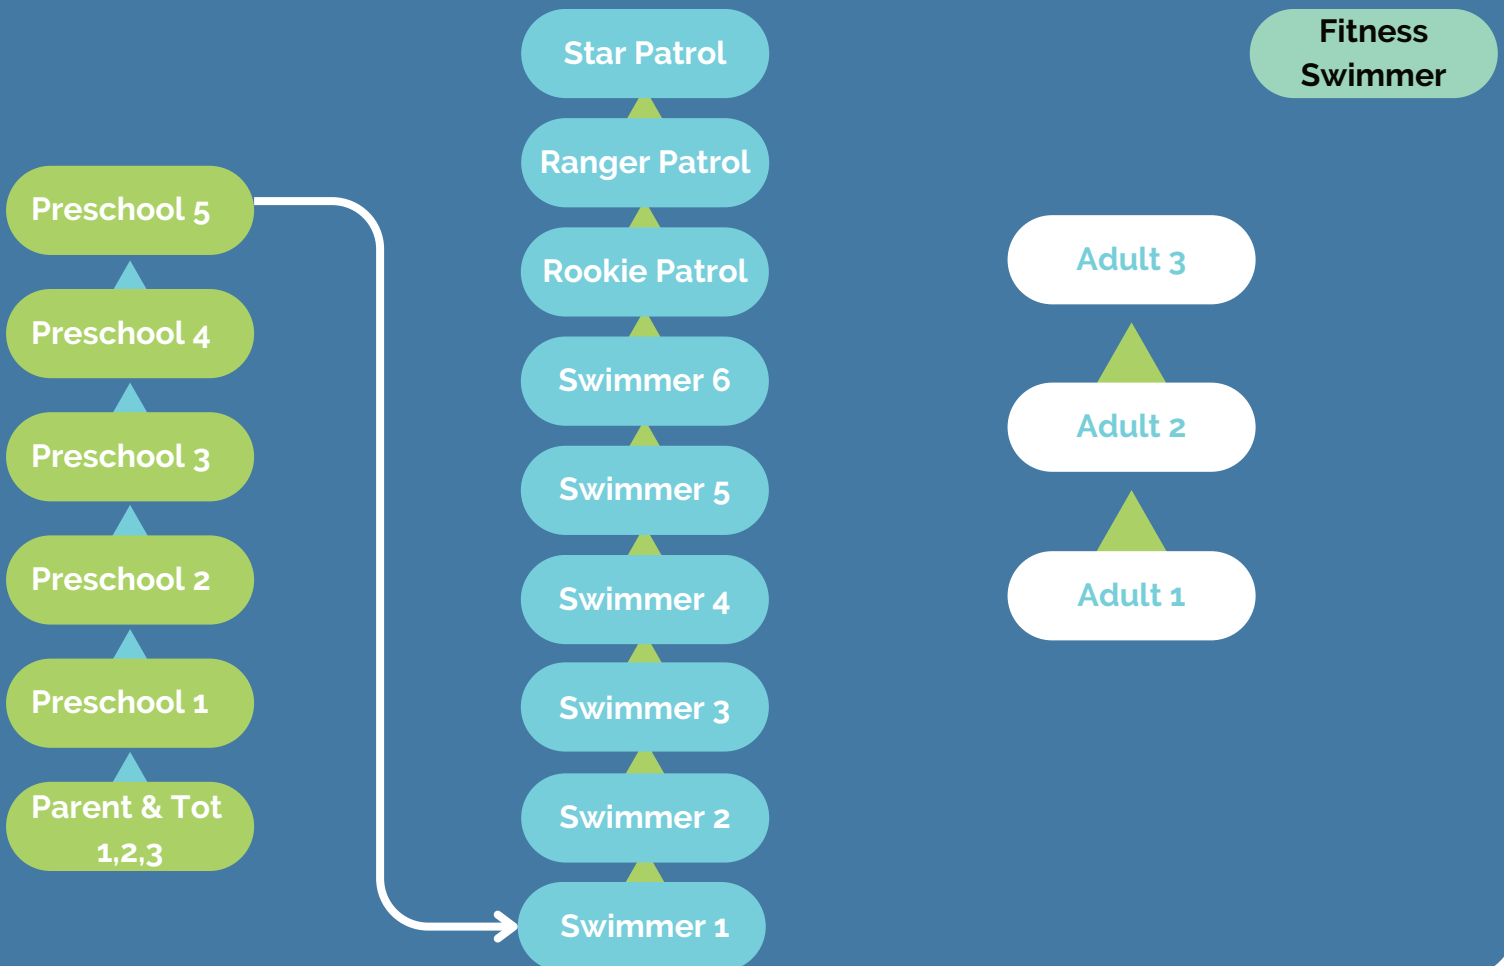 Preschool 5
Preschool 4
Preschool 3
Preschool 2
Preschool 1
Parent & Tot
1,2,3
Star Patrol
Ranger Patrol
Rookie Patrol
Swimmer 6
Swimmer 5
Swimmer 4
Swimmer 3
Swimmer 2
Swimmer 1
Adult 3
Adult 2
Adult 1
Fitness
Swimmer